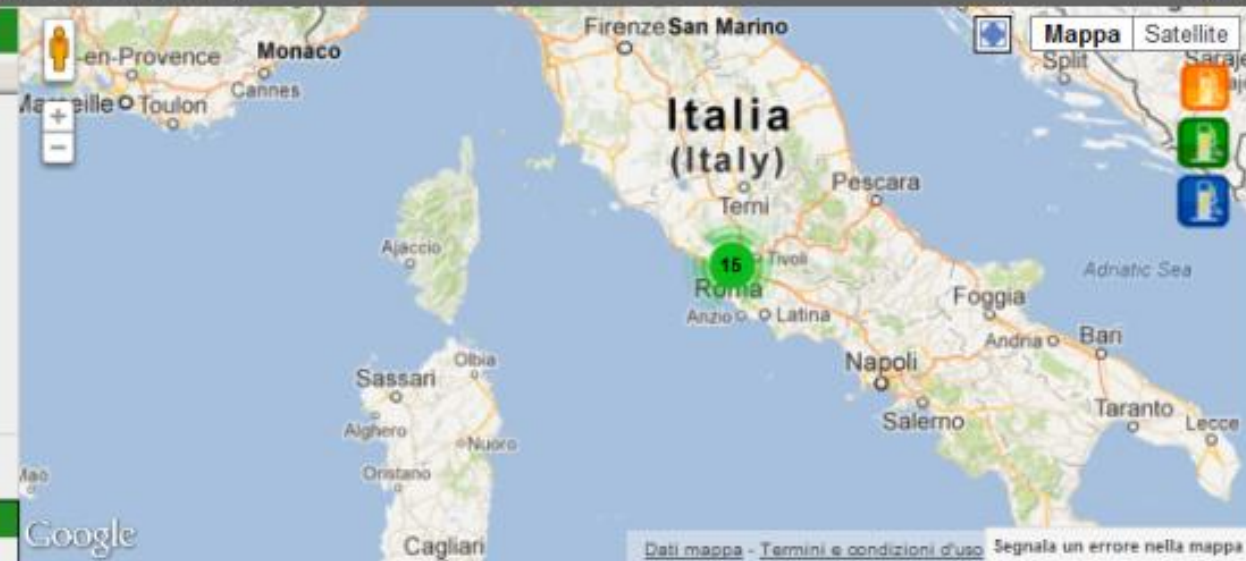 Firenze
San Marino
Mappa
Satellite
-en-Provence
Monaco
Split
Cannes
Toulon
+
-
Italia
(Italy)
Pescara
Terni
Ajaccio
15
Tivoli
Adriatic Sea
Roma
Anzio
Latina
Foggia
Andria
Bari
Olbia
Napoli
Sassari
Taranto
Salerno
Lecce
Alghero
Nuoro
Oristano
Google
Cagliari
Dati mappa - Termini e condizioni d'uso
Segnala un errore nella mappa